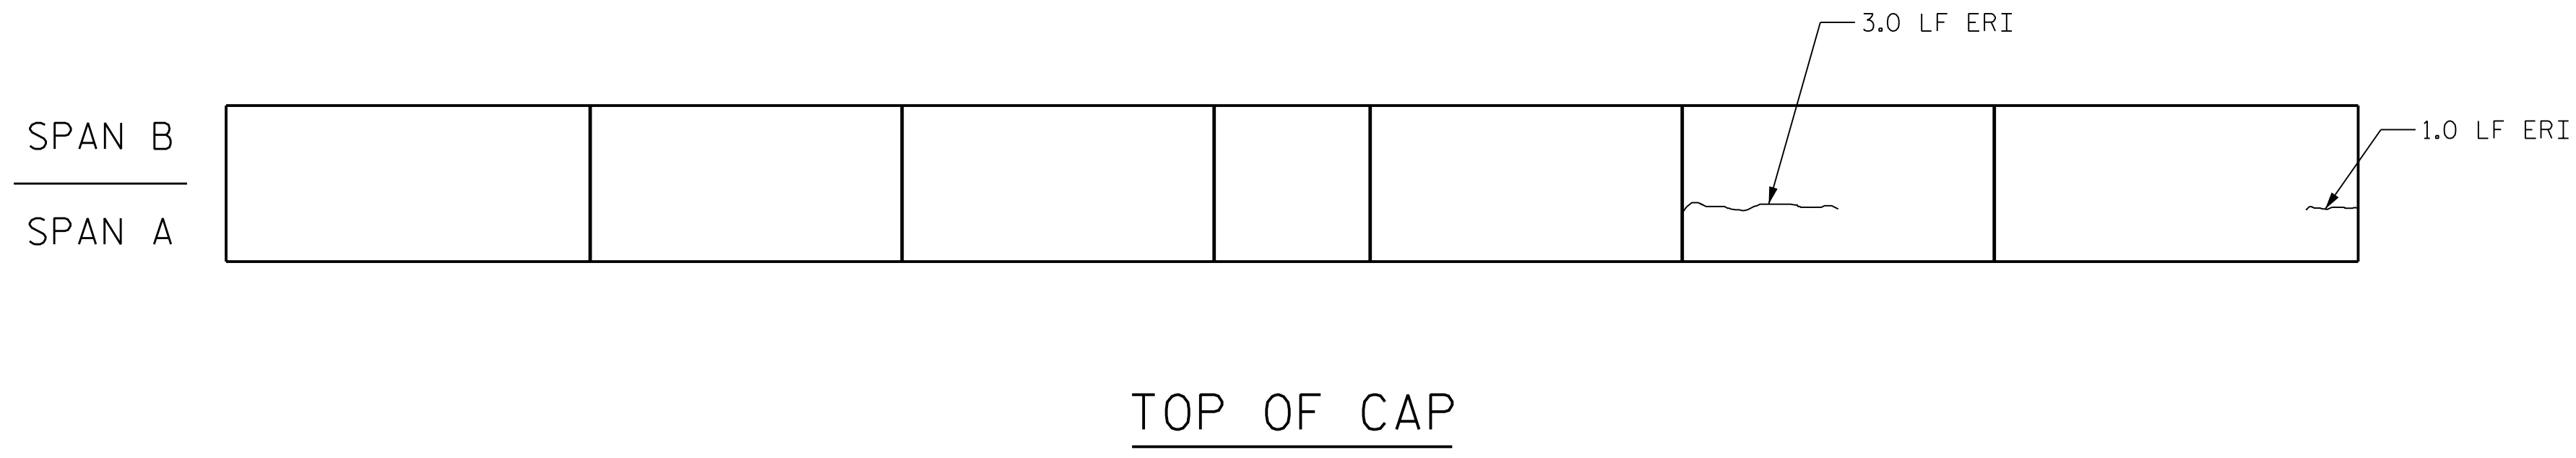 3.0 LF ERI
SPAN B
1.0 LF ERI
SPAN A
TOP OF CAP